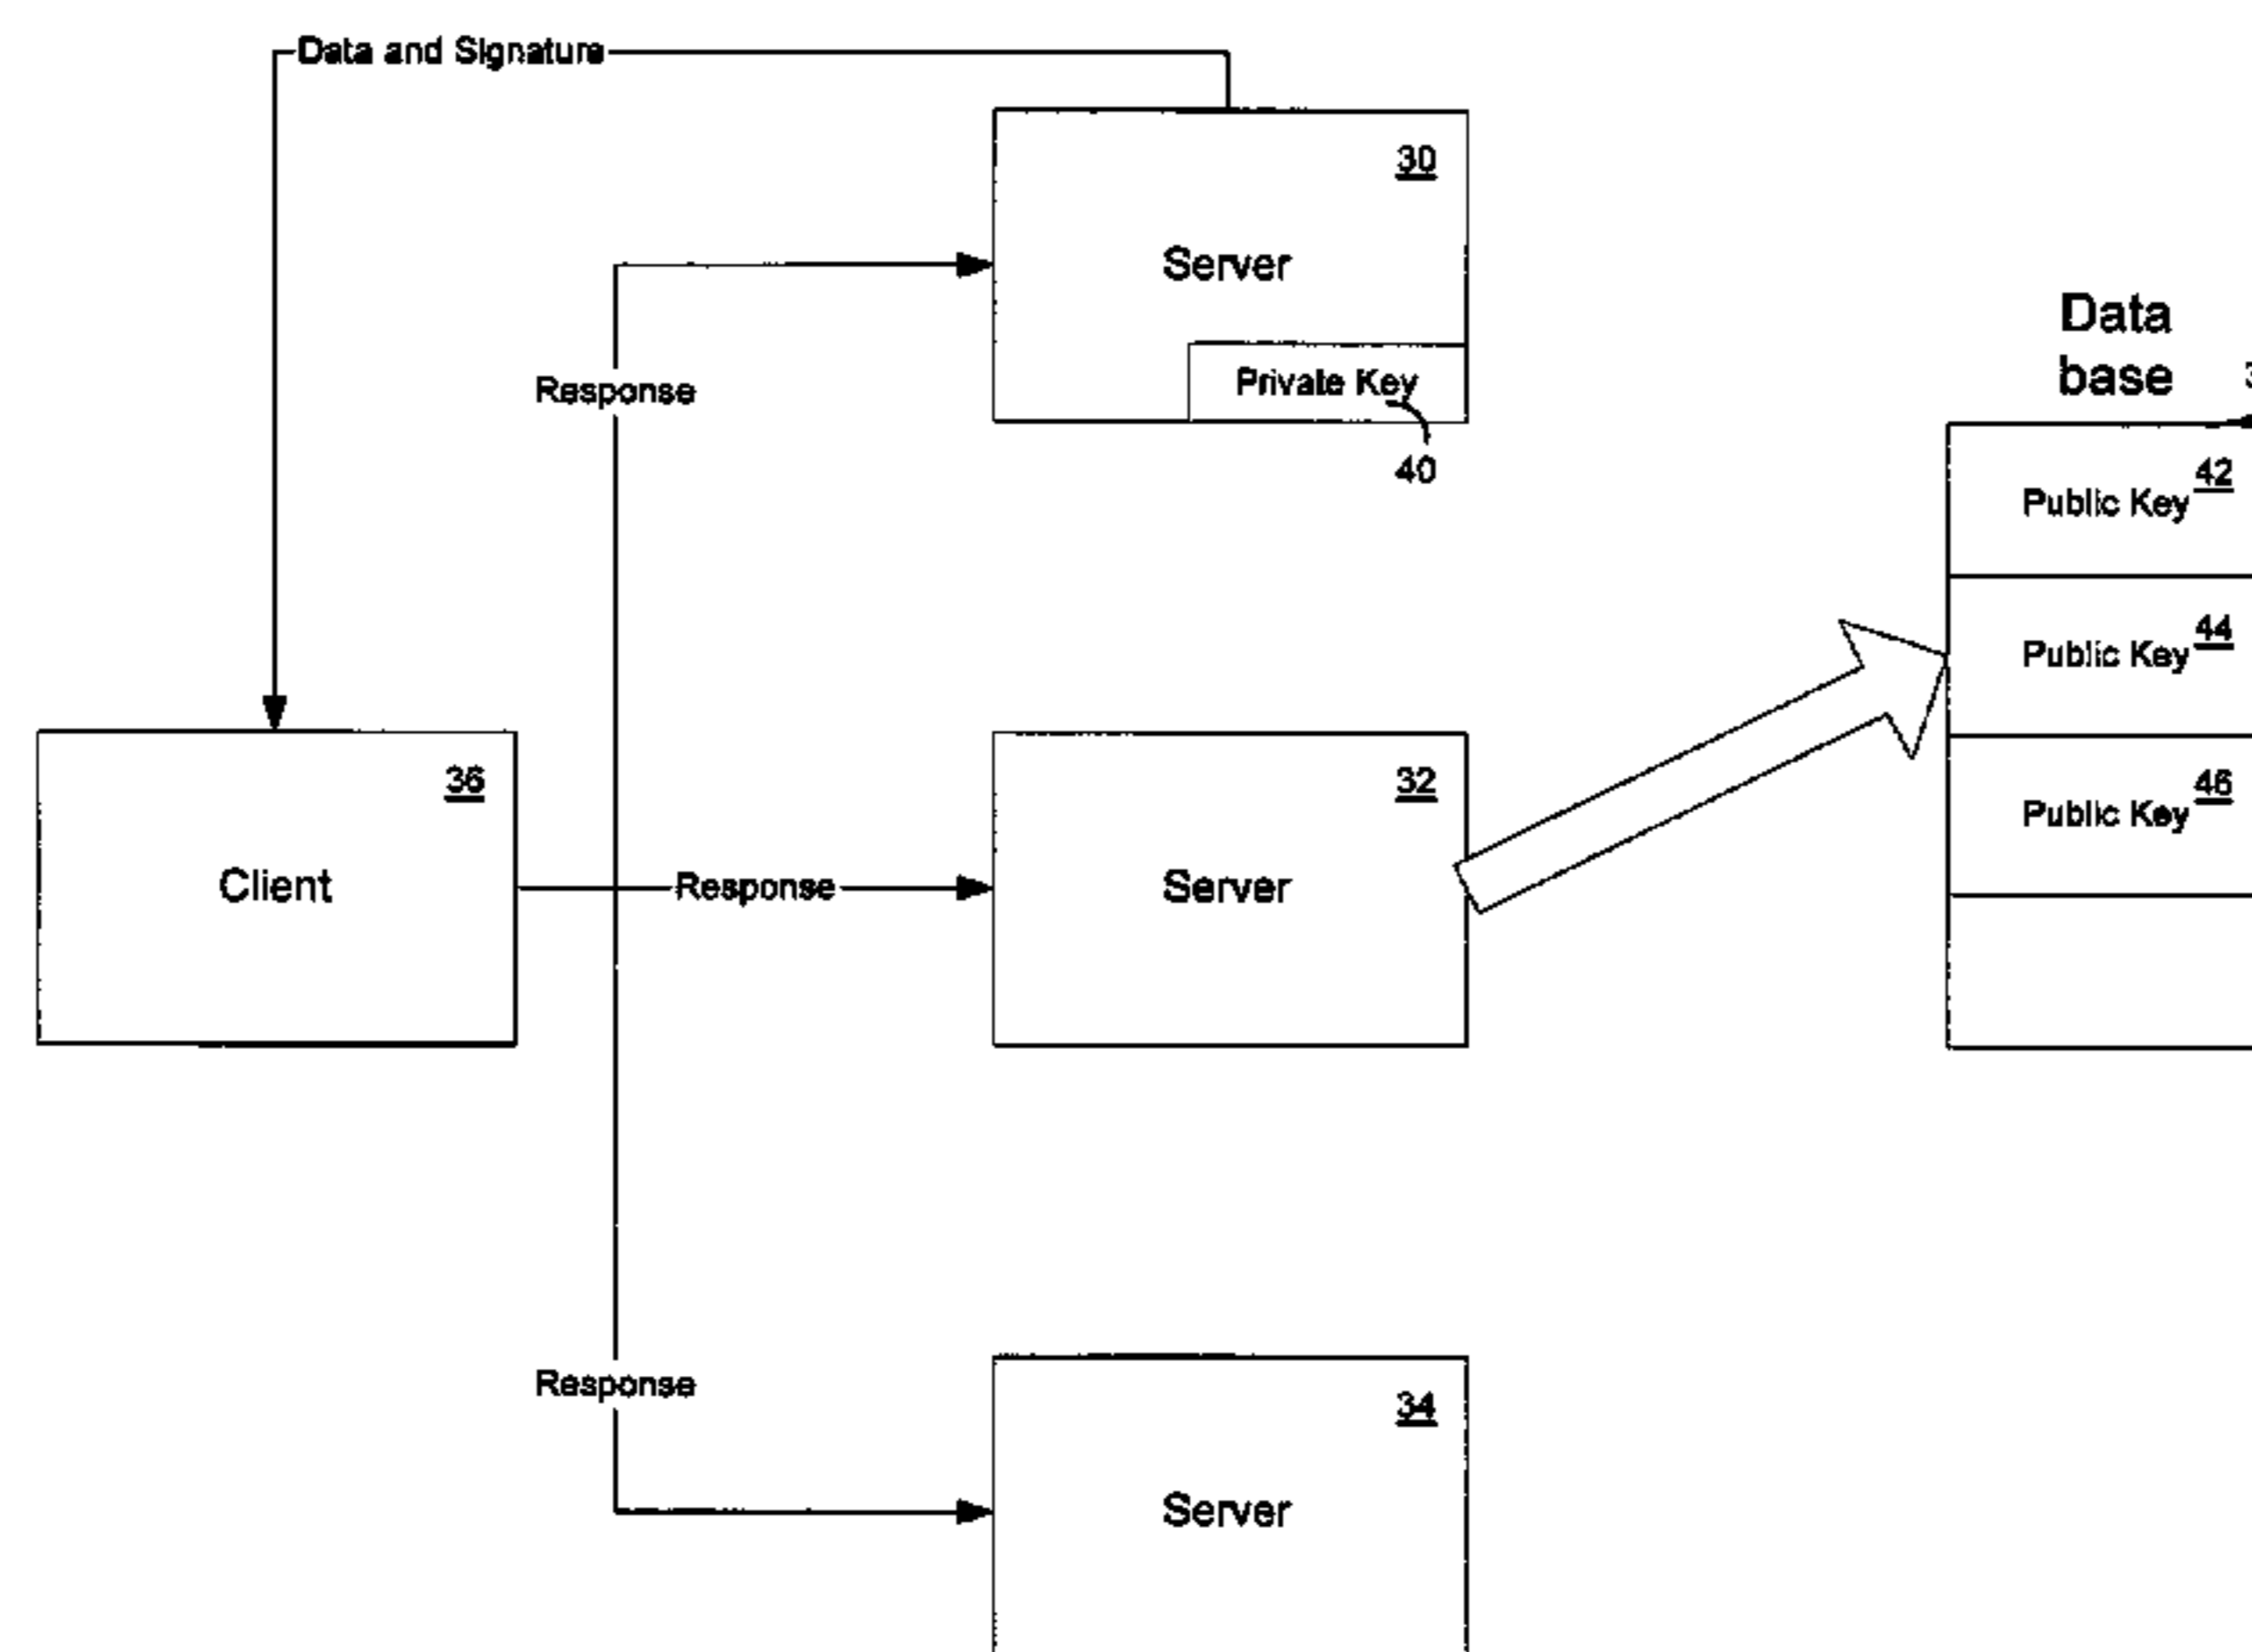 Data and Signature
30
Server
Private Key
40
Response
Data
base
42
Public Key
44
Public Key
46
Public Key
36
Client
Response
32
Server
Response
34
Server